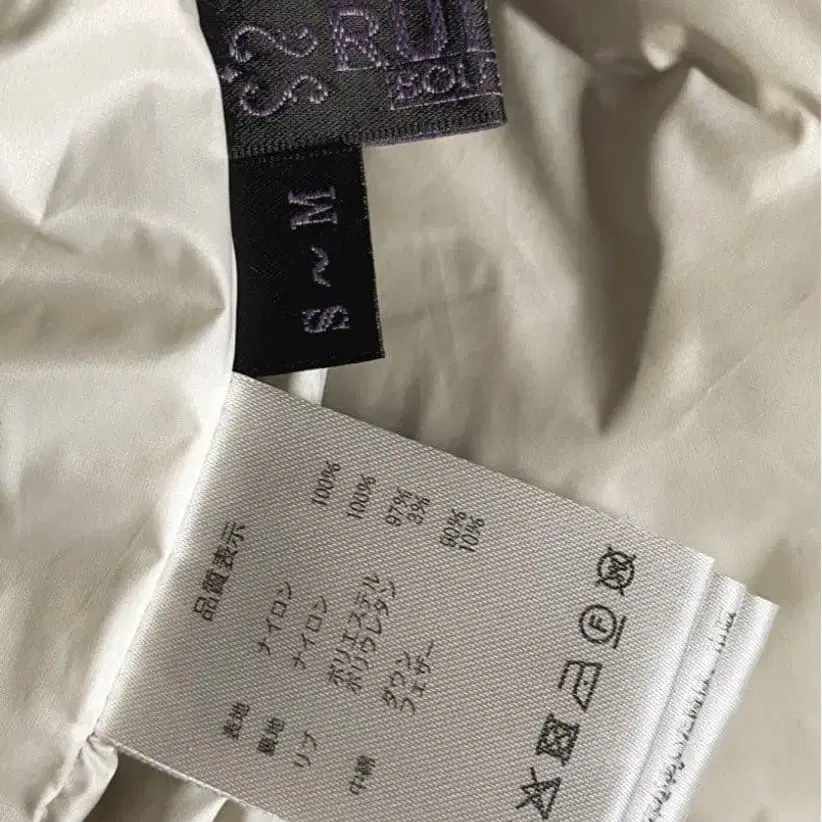 RUB
SOUL
S~M
品質表示
表地 ナイロン 100%
裏地 ナイロン 100%
リブ ポリエステル 97%
ポリウレタン 3%
中綿 ダウン 90%
フェザー 10%
F